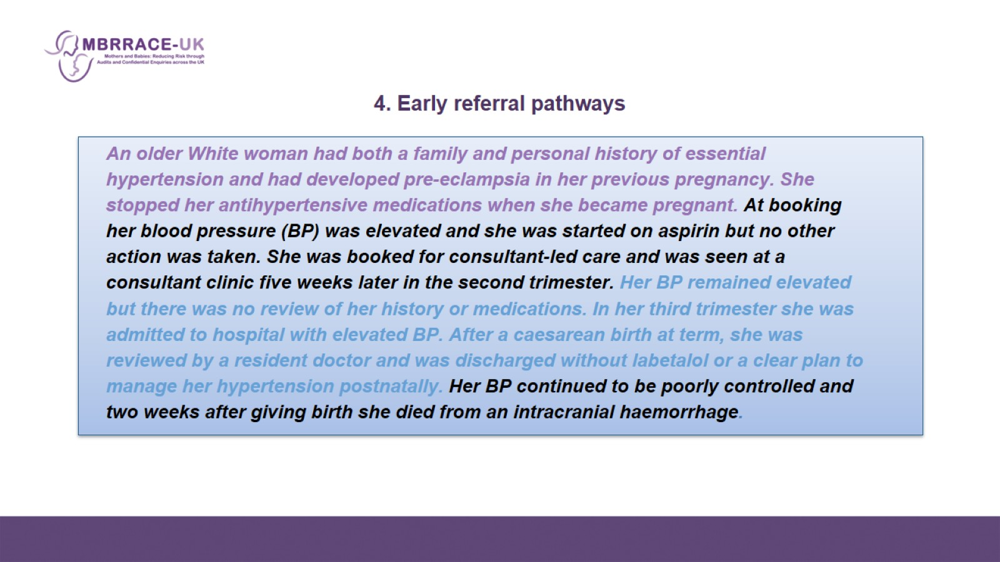 MBRRACE-UK
Mothers and Babies: Reducing Risk through
Audits and Confidential Enquiries across the UK
4. Early referral pathways
An older White woman had both a family and personal history of essential
hypertension and had developed pre-eclampsia in her previous pregnancy. She
stopped her antihypertensive medications when she became pregnant. At booking
her blood pressure (BP) was elevated and she was started on aspirin but no other
action was taken. She was booked for consultant-led care and was seen at a
consultant clinic five weeks later in the second trimester. Her BP remained elevated
but there was no review of her history or medications. In her third trimester she was
admitted to hospital with elevated BP. After a caesarean birth at term, she was
reviewed by a resident doctor and was discharged without labetalol or a clear plan to
manage her hypertension postnatally. Her BP continued to be poorly controlled and
two weeks after giving birth she died from an intracranial haemorrhage.